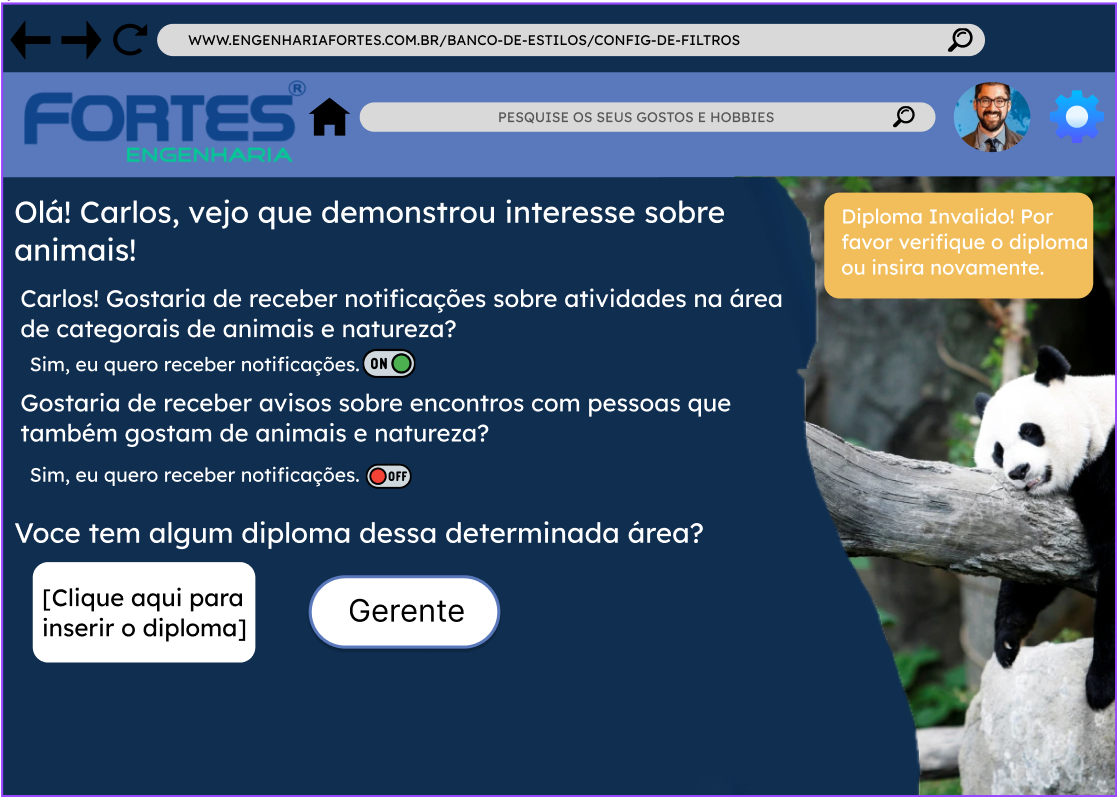 WWW.ENGENHARIAFORTES.COM.BR/BANCO-DE-ESTILOS/CONFIG-DE-FILTROS
FORTES®
ENGENHARIA
PESQUISE OS SEUS GOSTOS E HOBBIES
Olá! Carlos, vejo que demonstrou interesse sobre
animais!
Diploma Invalido! Por
favor verifique o diploma
ou insira novamente.
Carlos! Gostaria de receber notificações sobre atividades na área
de categorais de animais e natureza?
Sim, eu quero receber notificações. ON
Gostaria de receber avisos sobre encontros com pessoas que
também gostam de animais e natureza?
Sim, eu quero receber notificações. OFF
Voce tem algum diploma dessa determinada área?
[Clique aqui para
inserir o diploma]
Gerente